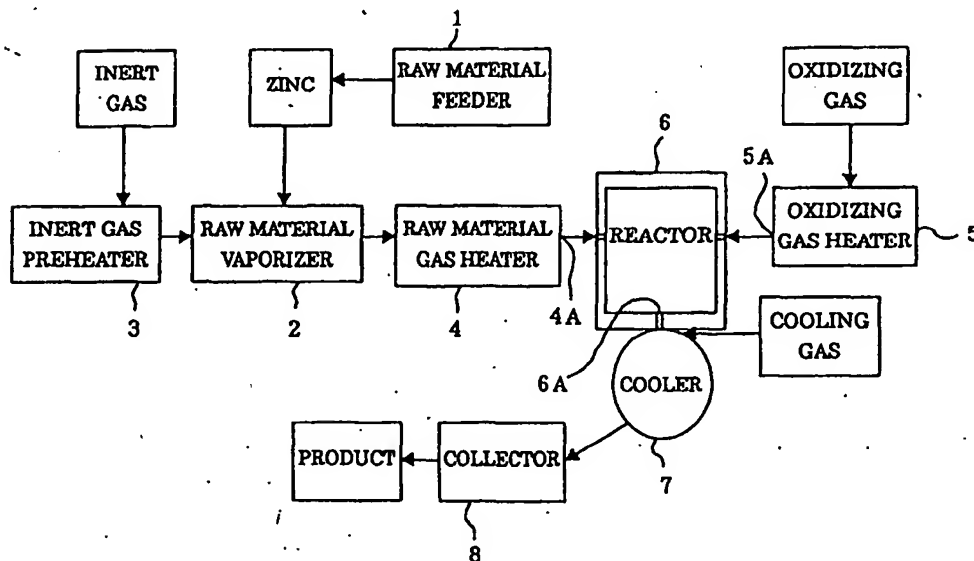 1
INERT
GAS
ZINC
RAW MATERIAL
FEEDER
OXIDIZING
GAS
6
5A
INERT GAS
PREHEATER
RAW MATERIAL
VAPORIZER
RAW MATERIAL
GAS HEATER
REACTOR
OXIDIZING
GAS HEATER
5
3
2
4
4A
6A
COOLING
GAS
COOLER
PRODUCT
COLLECTOR
7
8